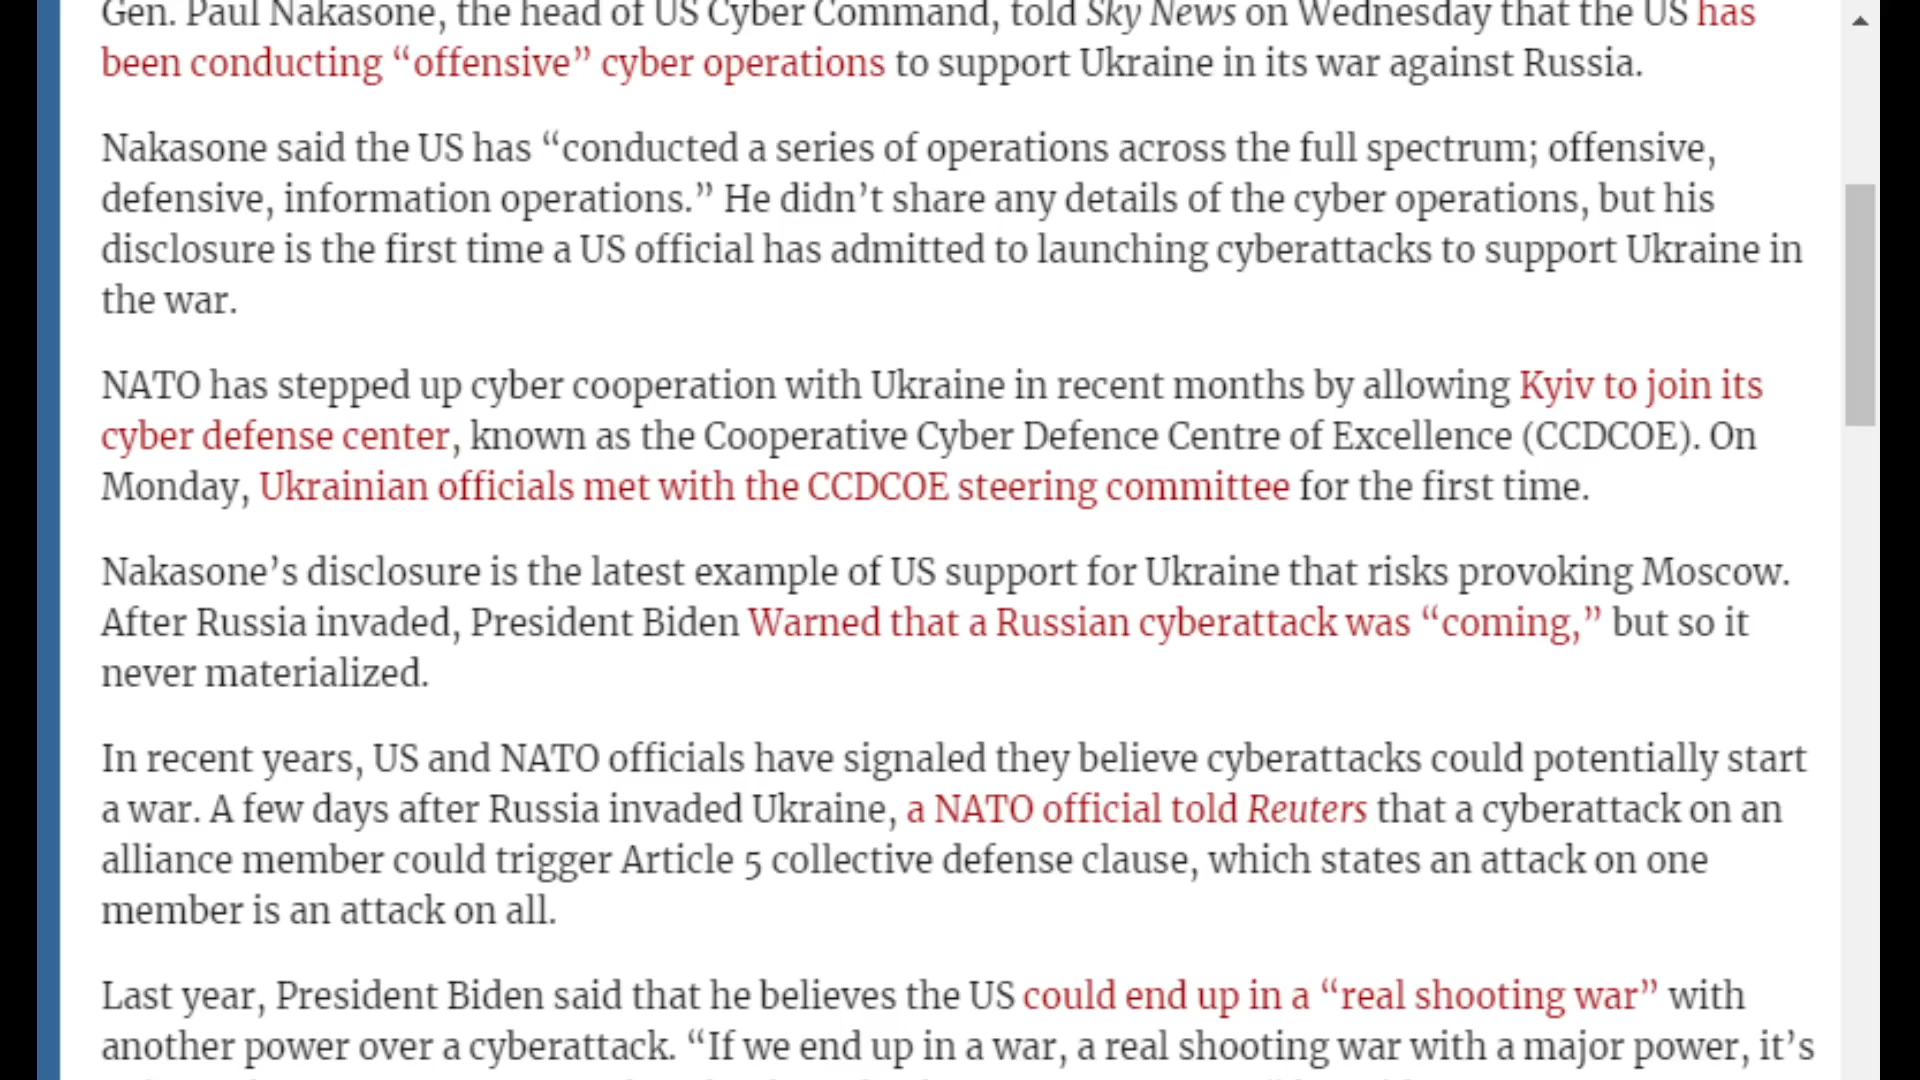 Gen. Paul Nakasone, the head of US Cyber Command, told Sky News on Wednesday that the US has
been conducting “offensive” cyber operations to support Ukraine in its war against Russia.
Nakasone said the US has “conducted a series of operations across the full spectrum; offensive,
defensive, information operations.” He didn’t share any details of the cyber operations, but his
disclosure is the first time a US official has admitted to launching cyberattacks to support Ukraine in
the war.
NATO has stepped up cyber cooperation with Ukraine in recent months by allowing Kyiv to join its
cyber defense center, known as the Cooperative Cyber Defence Centre of Excellence (CCDCOE). On
Monday, Ukrainian officials met with the CCDCOE steering committee for the first time.
Nakasone’s disclosure is the latest example of US support for Ukraine that risks provoking Moscow.
After Russia invaded, President Biden Warned that a Russian cyberattack was “coming,” but so it
never materialized.
In recent years, US and NATO officials have signaled they believe cyberattacks could potentially start
a war. A few days after Russia invaded Ukraine, a NATO official told Reuters that a cyberattack on an
alliance member could trigger Article 5 collective defense clause, which states an attack on one
member is an attack on all.
Last year, President Biden said that he believes the US could end up in a “real shooting war” with
another power over a cyberattack. “If we end up in a war, a real shooting war with a major power, it’s